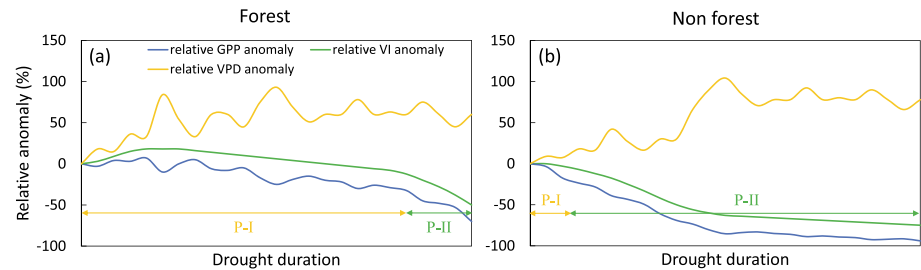 Forest
Non forest
Relative anomaly (%)
150
100
50
0
-50
-100
(a)
relative GPP anomaly
relative VI anomaly
relative VPD anomaly
P-I
P-II
Drought duration
150
100
50
0
-50
-100
(b)
P-I
P-II
Drought duration